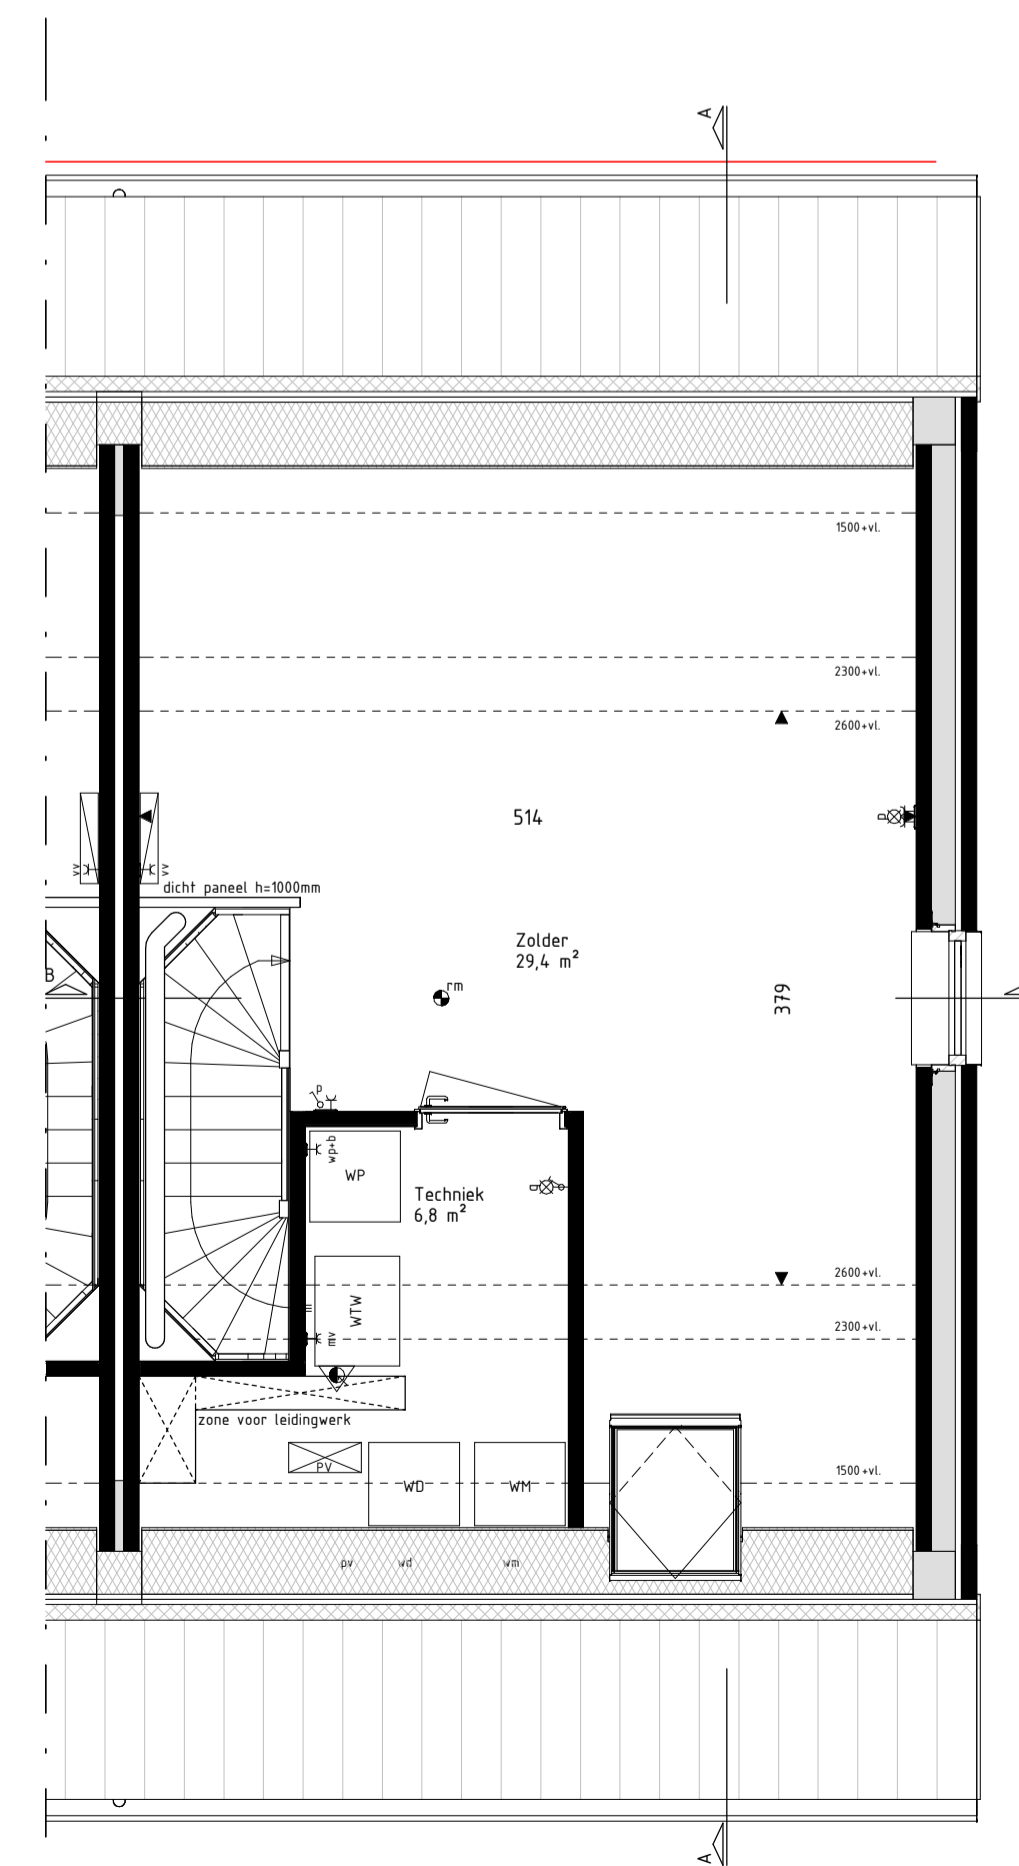 A
1500+vl.
2300+vl.
2600+vl.
514
p
vv
vv
dicht paneel h=1000mm
Zolder
29,4 m²
B
rm
379
p
wp+b
WP
Techniek
6,8 m²
2600+vl.
WTW
mv
2300+vl.
zone voor leidingwerk
1500+vl.
PV
WD
WM
pv
wd
wm
A